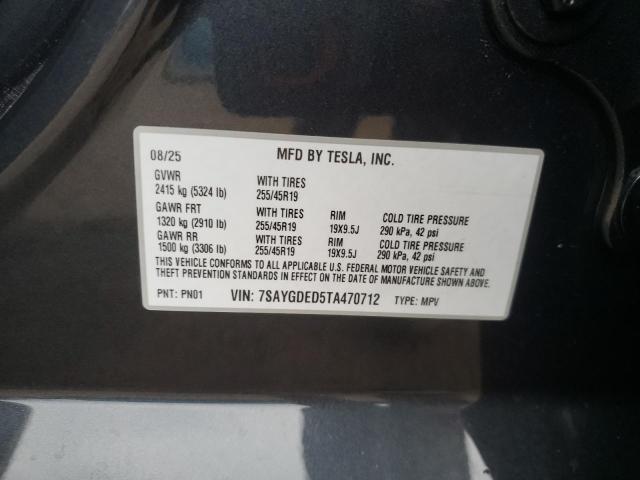 08/25 MFD BY TESLA, INC.
GVWR
2415 kg (5324 lb) WITH TIRES
255/45R19
GAWR FRT WITH TIRES RIM COLD TIRE PRESSURE
1320 kg (2910 lb) 255/45R19 19X9.5J 290 kPa, 42 psi
GAWR RR WITH TIRES RIM COLD TIRE PRESSURE
1500 kg (3306 lb) 255/45R19 19X9.5J 290 kPa, 42 psi
THIS VEHICLE CONFORMS TO ALL APPLICABLE U.S. FEDERAL MOTOR VEHICLE SAFETY AND
THEFT PREVENTION STANDARDS IN EFFECT ON THE DATE OF MANUFACTURE SHOWN ABOVE.
PNT: PN01 VIN: 7SAYGDED5TA470712 TYPE: MPV